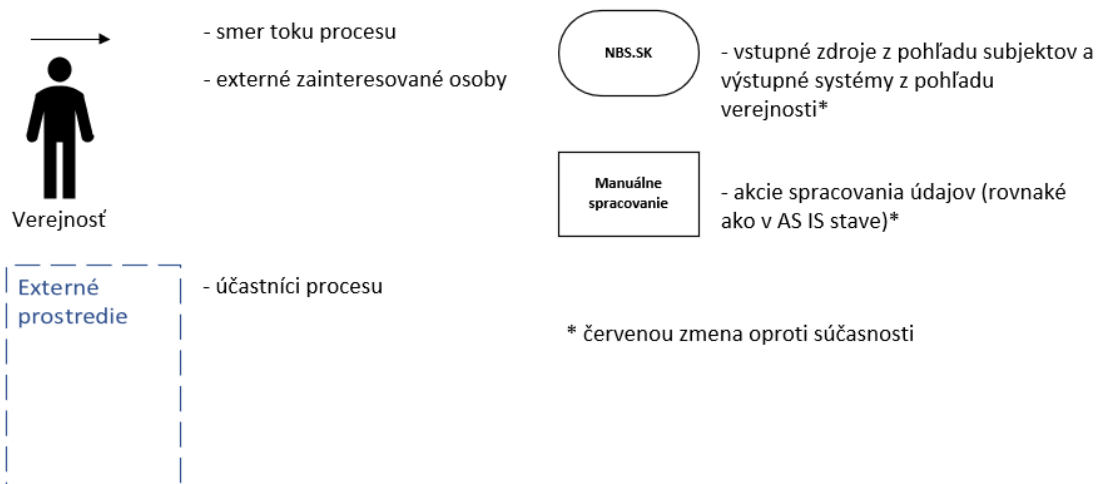 - smer toku procesu
- externé zainteresované osoby
Verejnosť
Externé
prostredie
- účastníci procesu
NBS.SK
- vstupné zdroje z pohľadu subjektov a
výstupné systémy z pohľadu
verejnosti*
Manuálne
spracovanie
- akcie spracovania údajov (rovnaké
ako v AS IS stave)*
* červenou zmena oproti súčasnosti